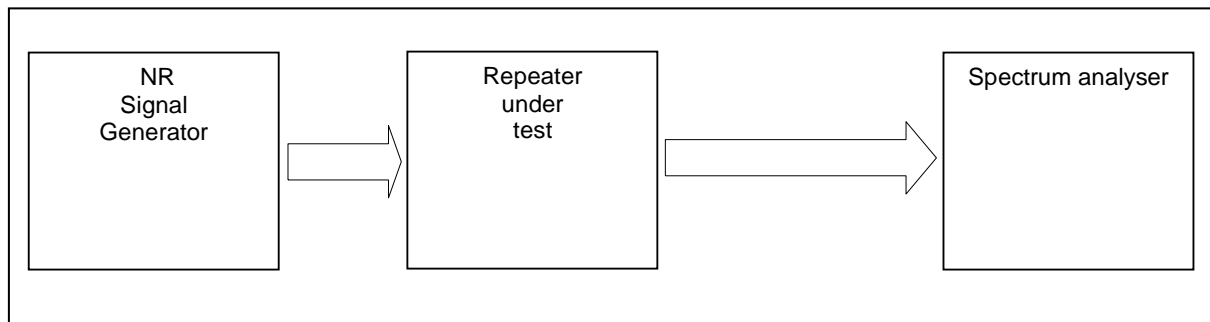 NR
Signal
Generator
Repeater
under
test
Spectrum analyser